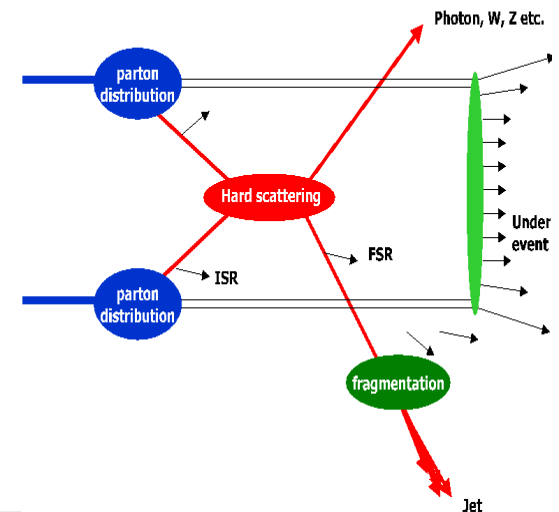 Photon, W, Z etc.
parton
distribution
Hard scattering
Under
event
FSR
ISR
parton
distribution
fragmentation
Jet